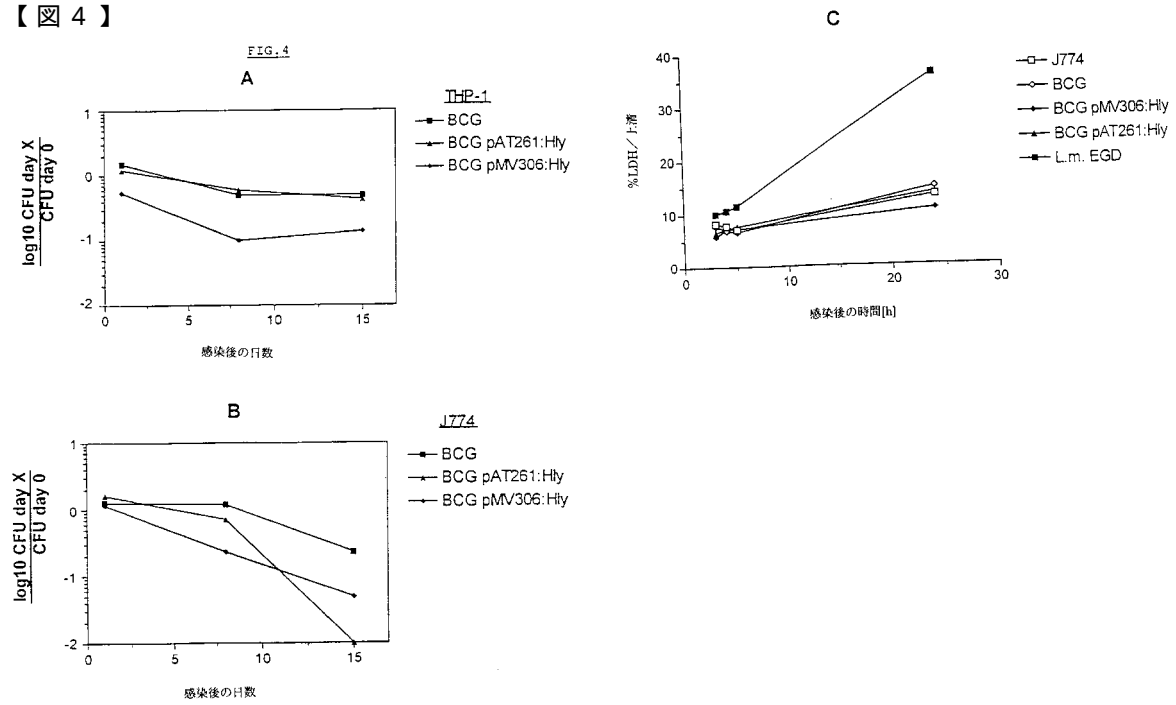 【図４】
FIG.4
A
THP-1
BCG
BCG pAT261:Hly
BCG pMV306:Hly
log10 CFU day X
CFU day 0
1
0
-1
-2
0
5
10
15
感染後の日数
B
J774
BCG
BCG pAT261:Hly
BCG pMV306:Hly
log10 CFU day X
CFU day 0
1
0
-1
-2
0
5
10
15
感染後の日数
C
J774
BCG
BCG pMV306:Hly
BCG pAT261:Hly
L.m. EGD
%LDH/上清
40
30
20
10
0
0
10
20
30
感染後の時間[h]